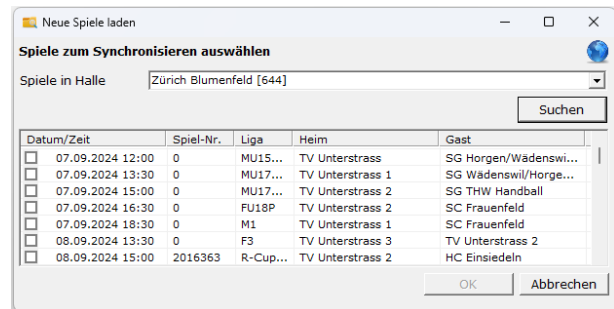 Neue Spiele laden
Spiele zum Synchronisieren auswählen
Spiele in Halle Zürich Blumenfeld [644]
Suchen
Datum/Zeit Spiel-Nr. Liga Heim Gast
07.09.2024 12:00 0 MU15... TV Unterstrass SG Horgen/Wädenswi...
07.09.2024 13:30 0 MU17... TV Unterstrass 1 SG Wädenswil/Horge...
07.09.2024 15:00 0 MU17... TV Unterstrass 2 SG THW Handball
07.09.2024 16:30 0 FU18P TV Unterstrass 2 SC Frauenfeld
07.09.2024 18:30 0 M1 TV Unterstrass 1 SC Frauenfeld
08.09.2024 13:30 0 F3 TV Unterstrass 3 TV Unterstrass 2
08.09.2024 15:00 2016363 R-Cup... TV Unterstrass 2 HC Einsiedeln
OK Abbrechen